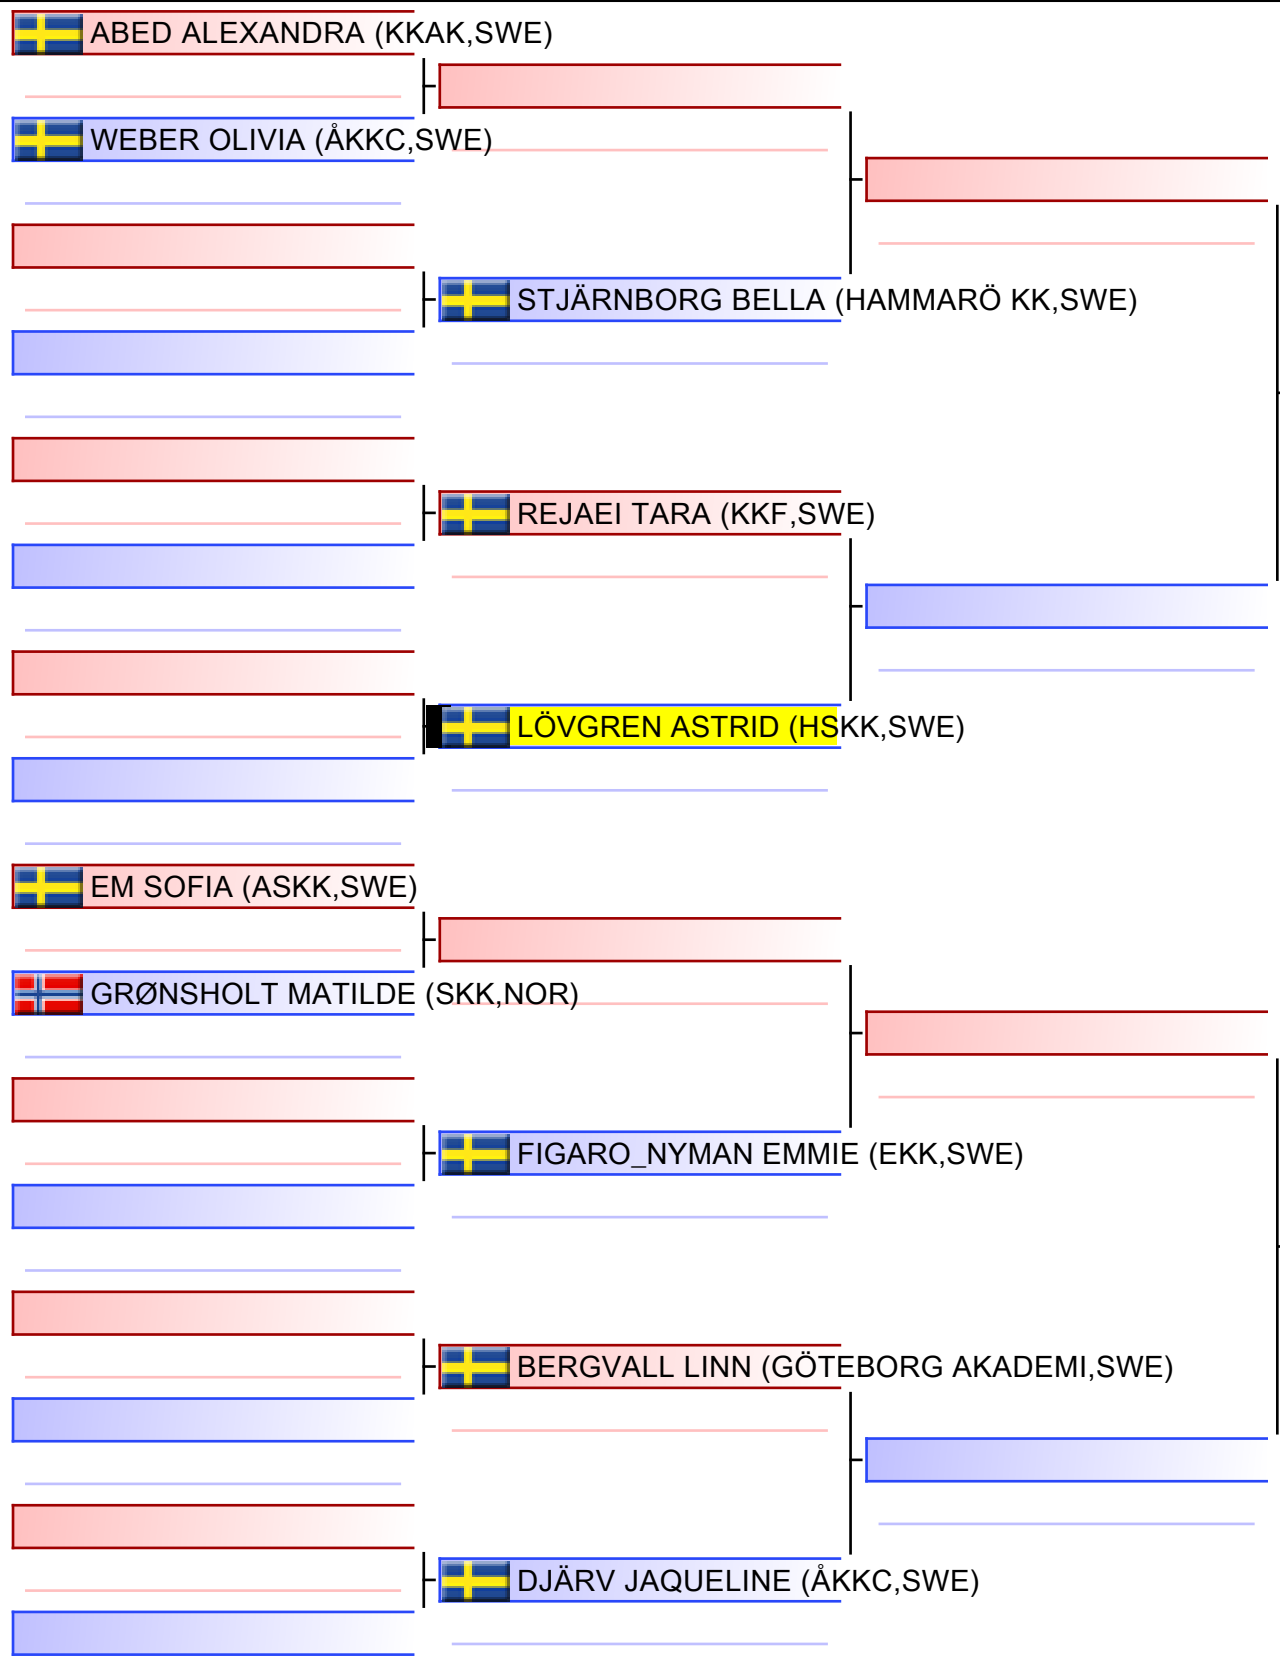 ABED ALEXANDRA (KKAK,SWE)
WEBER OLIVIA (ÅKKC,SWE)
STJÄRNBORG BELLA (HAMMARÖ KK,SWE)
REJAEI TARA (KKF,SWE)
LÖVGREN ASTRID (HSKK,SWE)
EM SOFIA (ASKK,SWE)
GRØNSHOLT MATILDE (SKK,NOR)
FIGARO_NYMAN EMMIE (EKK,SWE)
BERGVALL LINN (GÖTEBORG AKADEMI,SWE)
DJÄRV JAQUELINE (ÅKKC,SWE)